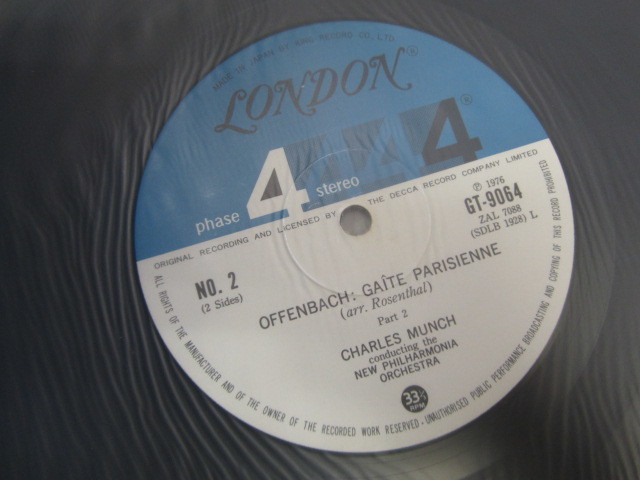 MADE IN JAPAN BY KING RECORD CO., LTD.
LONDON®
phase 4 stereo 4®
ORIGINAL RECORDING AND LICENSED BY THE DECCA RECORD COMPANY LIMITED
℗ 1976
GT-9064
ZAL 7088
(SDLB 1928) L
NO. 2
(2 Sides)
OFFENBACH: GAÎTE PARISIENNE
(arr. Rosenthal)
Part 2
CHARLES MUNCH
conducting the
NEW PHILHARMONIA
ORCHESTRA
33⅓
RPM
ALL RIGHTS OF THE MANUFACTURER AND OF THE OWNER OF THE RECORDED WORK RESERVED · UNAUTHORISED PUBLIC PERFORMANCE BROADCASTING AND COPYING OF THIS RECORD PROHIBITED